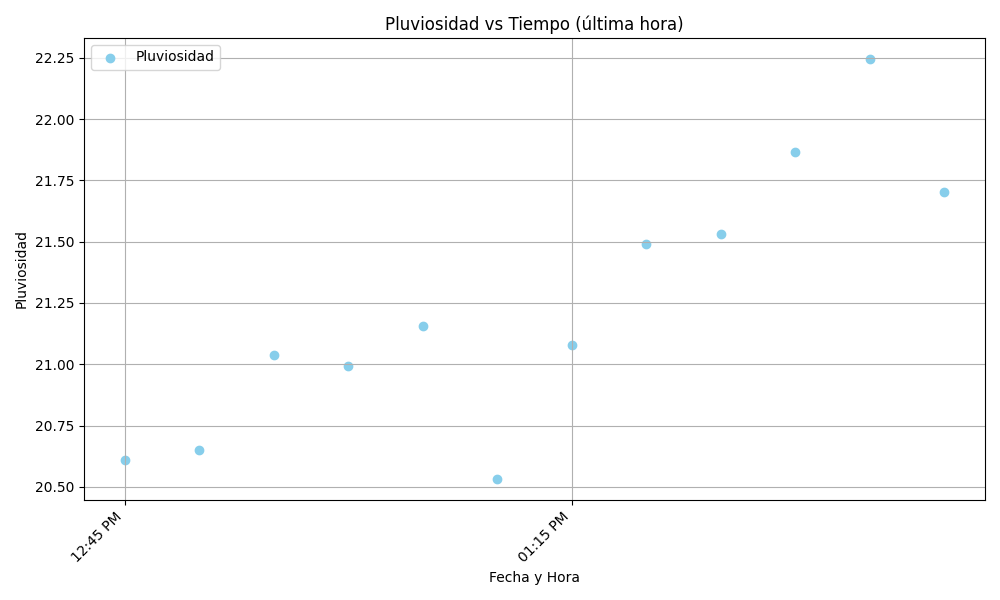 Pluviosidad vs Tiempo (última hora)
Pluviosidad
22.25
22.00
21.75
21.50
21.25
21.00
20.75
20.50
Pluviosidad
12:45 PM
01:15 PM
Fecha y Hora